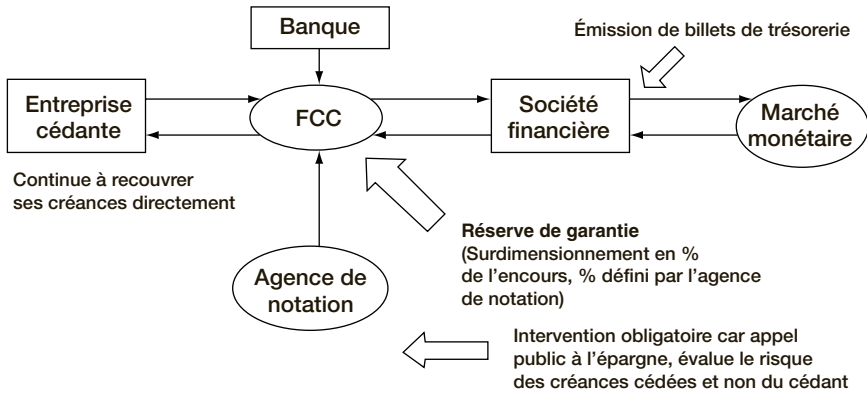 Banque
Émission de billets de trésorerie
Entreprise
cédante
FCC
Société
financière
Marché
monétaire
Continue à recouvrer
ses créances directement
Réserve de garantie
(Surdimensionnement en %
de l'encours, % défini par l'agence
de notation)
Agence de
notation
Intervention obligatoire car appel
public à l'épargne, évalue le risque
des créances cédées et non du cédant